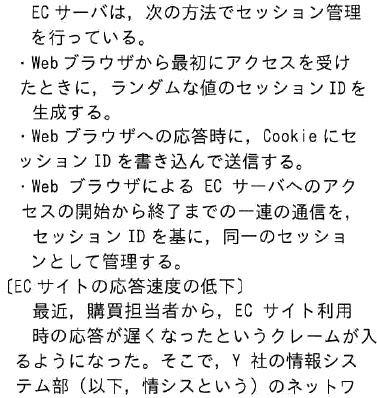 ECサーバは，次の方法でセッション管理
を行っている。
・Webブラウザから最初にアクセスを受け
たときに，ランダムな値のセッションIDを
生成する。
・Webブラウザへの応答時に，Cookieにセ
ッションIDを書き込んで送信する。
・Web ブラウザによる EC サーバへのアク
セスの開始から終了までの一連の通信を，
セッションIDを基に，同一のセッショ
ンとして管理する。
〔ECサイトの応答速度の低下〕
最近，購買担当者から，EC サイト利用
時の応答が遅くなったというクレームが入
るようになった。そこで，Y 社の情報シス
テム部（以下，情シスという）のネットワ